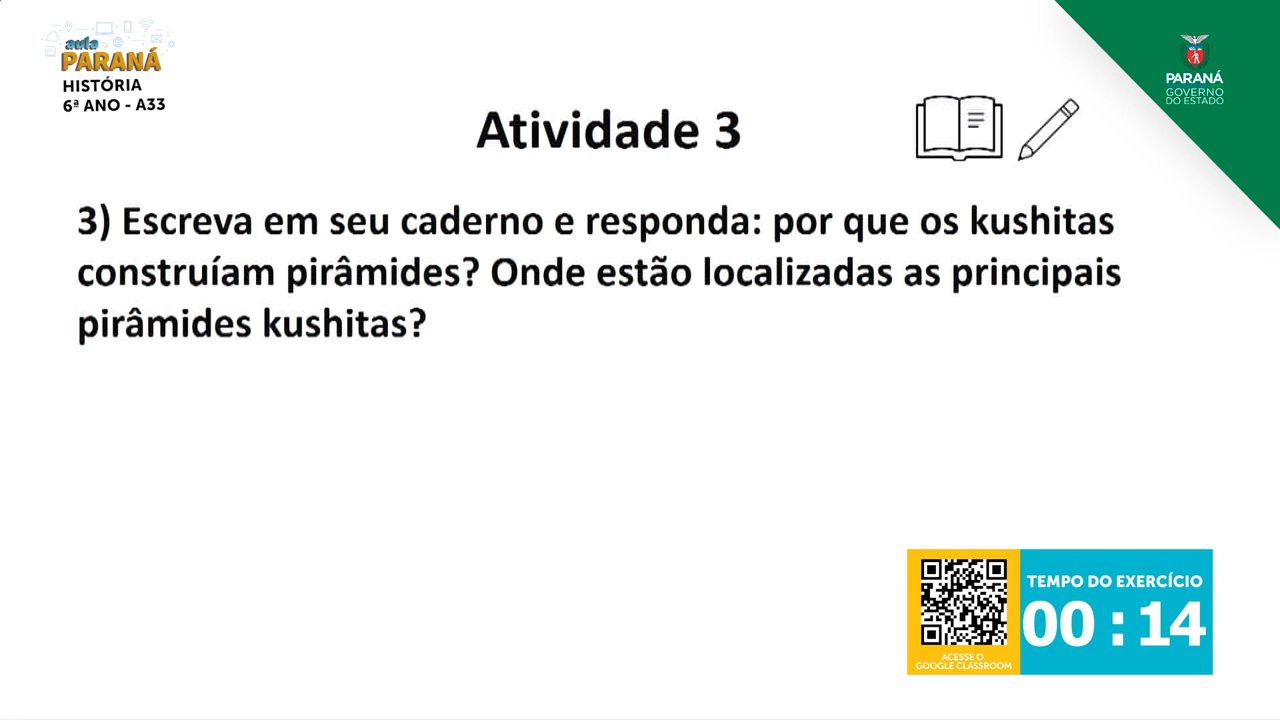 aula
PARANÁ
HISTÓRIA
6ª ANO - A33
PARANÁ
GOVERNO
DO ESTADO
Atividade 3
3) Escreva em seu caderno e responda: por que os kushitas
construíam pirâmides? Onde estão localizadas as principais
pirâmides kushitas?
TEMPO DO EXERCÍCIO
00 : 14
ACESSE O
GOOGLE CLASSROOM